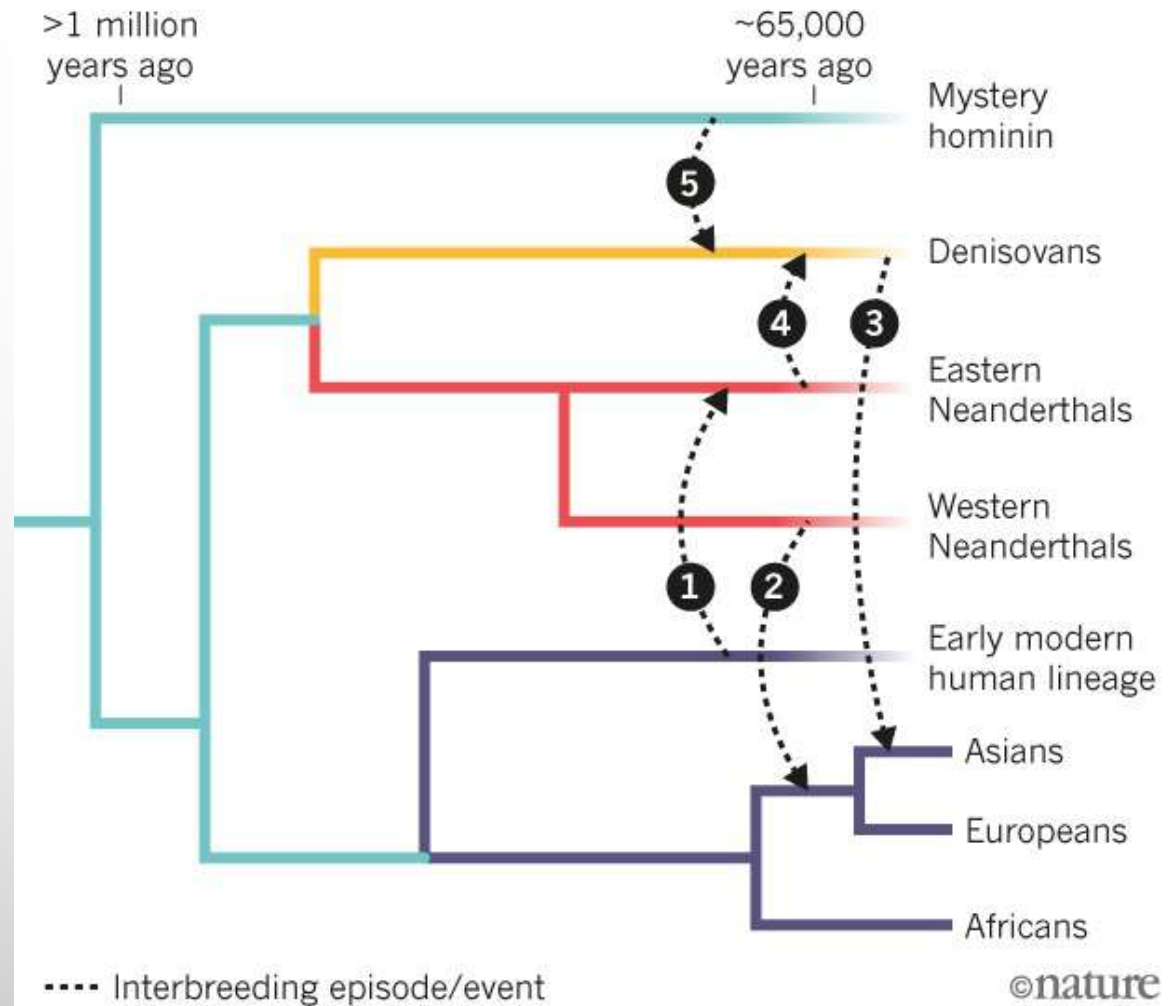 >1 million
years ago
~65,000
years ago
Mystery
hominin
5
Denisovans
4
3
Eastern
Neanderthals
Western
Neanderthals
1
2
Early modern
human lineage
Asians
Europeans
Africans
Interbreeding episode/event
©nature